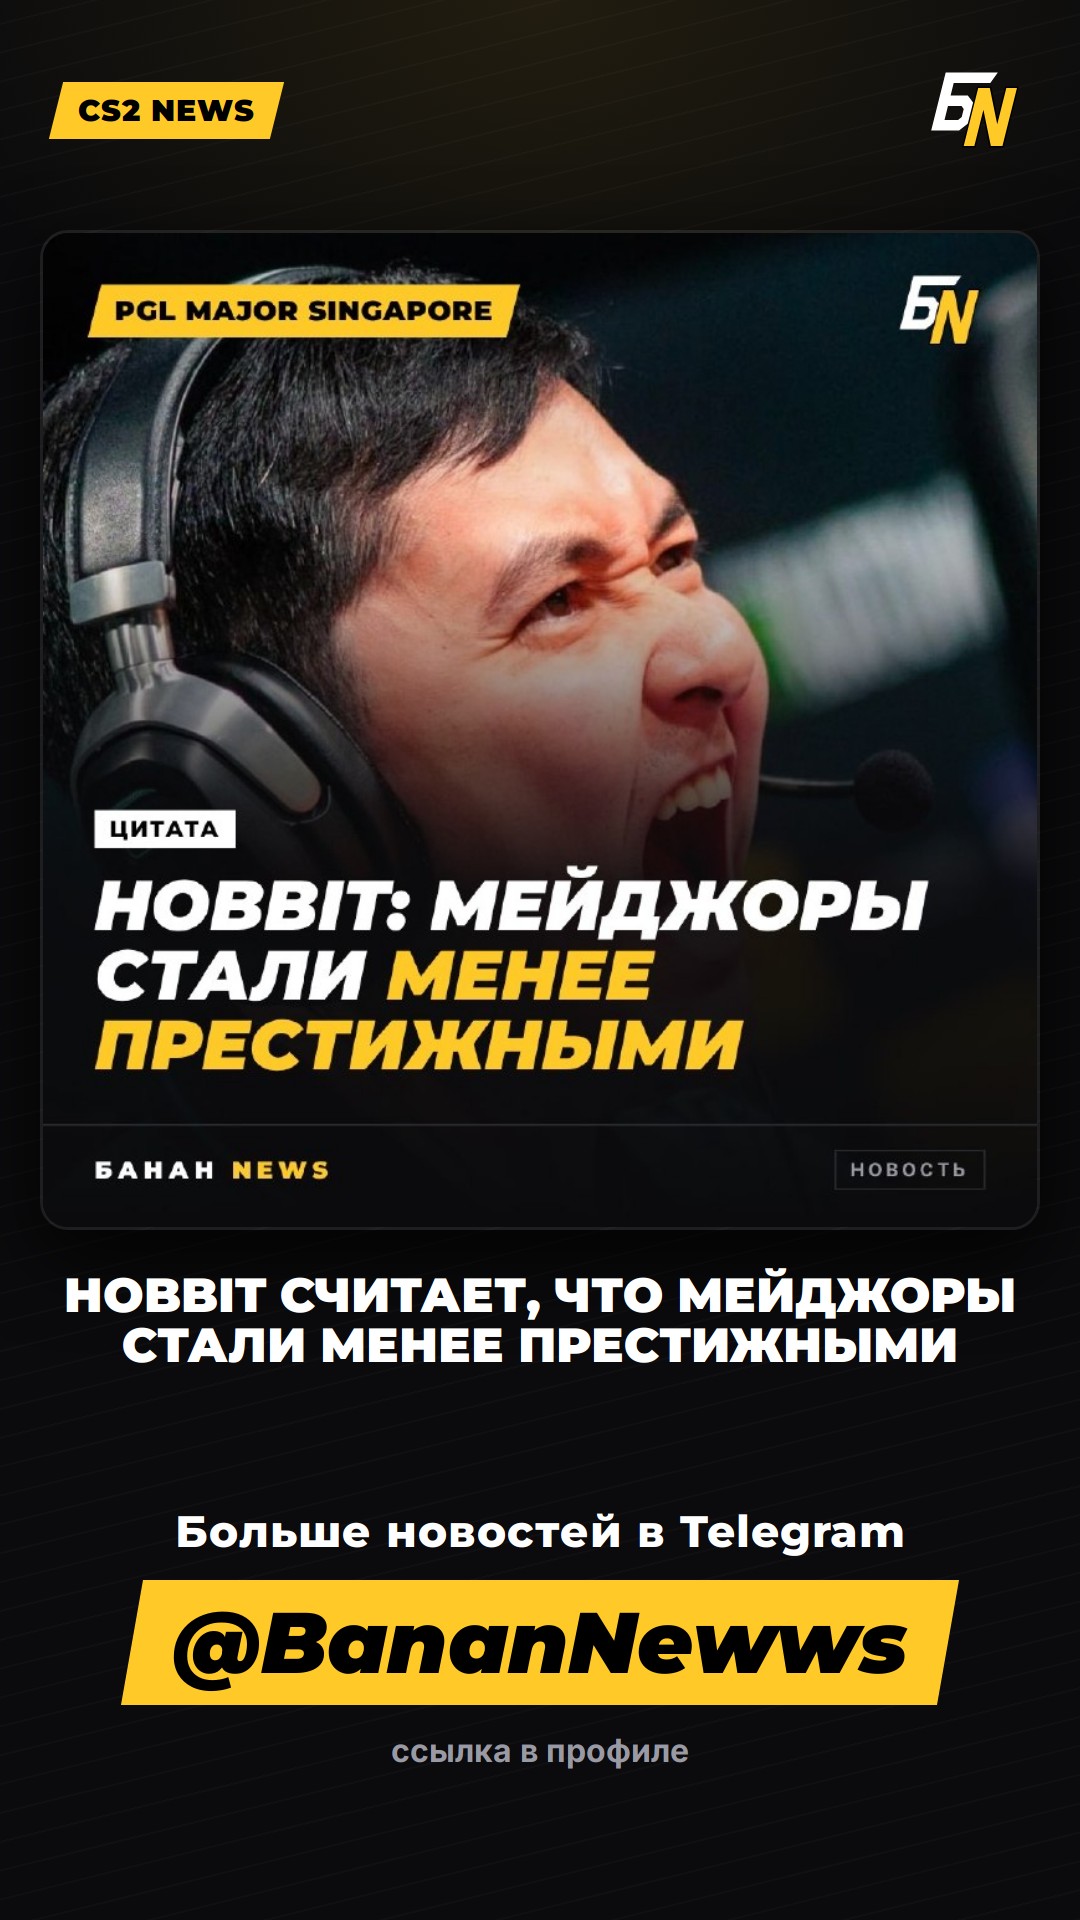 CS2 NEWS
БN
PGL MAJOR SINGAPORE
БN
ЦИТАТА
HOBBIT: МЕЙДЖОРЫ
СТАЛИ МЕНЕЕ
ПРЕСТИЖНЫМИ
БАНАН NEWS
НОВОСТЬ
HOBBIT СЧИТАЕТ, ЧТО МЕЙДЖОРЫ
СТАЛИ МЕНЕЕ ПРЕСТИЖНЫМИ
Больше новостей в Telegram
@BananNewws
ссылка в профиле